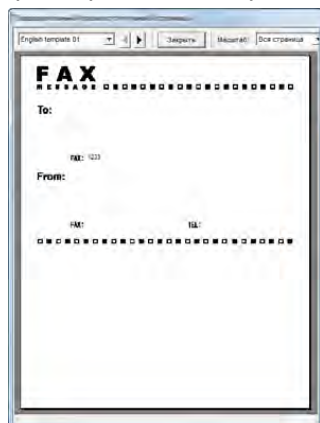 English template 01 Закрыть Масштаб: Вся страница
FAX
MESSAGE
To:
FAX: 1233
From:
FAX: TEL: